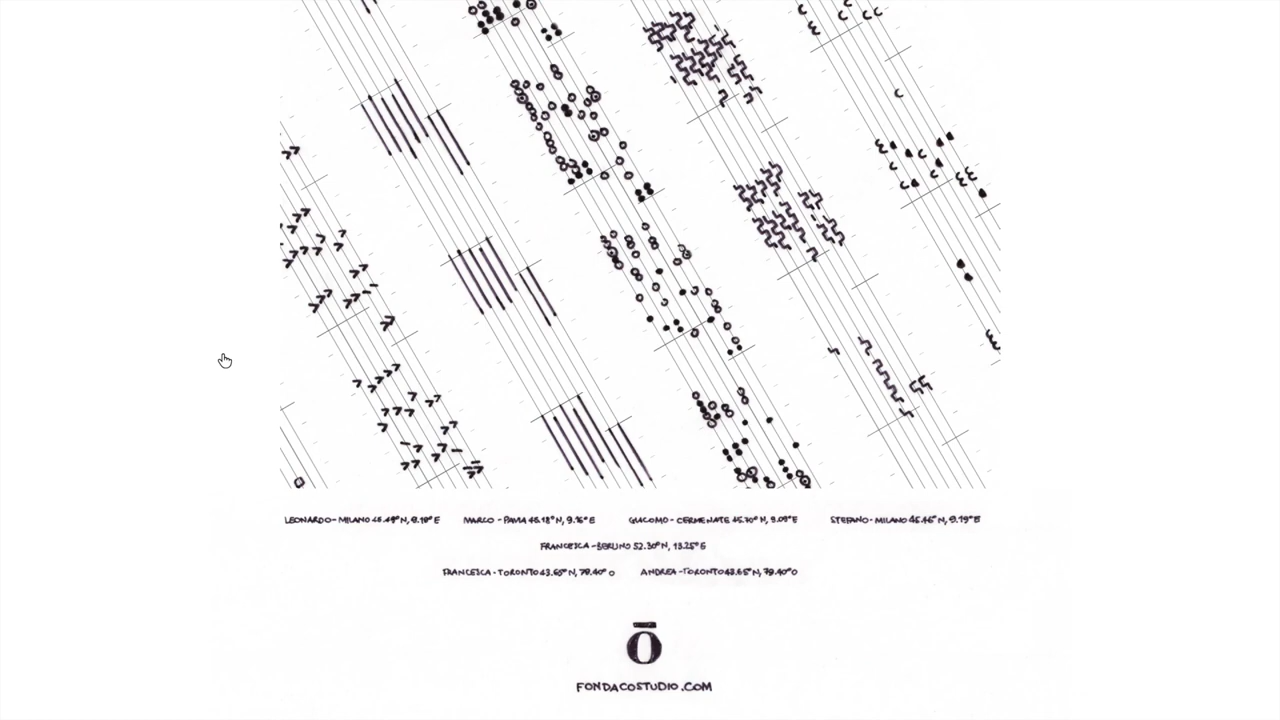 LEONARDO - MILANO 45.49°N, 9.19°E MARCO - PAVIA 45.18°N, 9.16°E GIACOMO - CERMENATE 45.70°N, 9.09°E STEFANO - MILANO 45.46°N, 9.19°E
FRANCESCA - BERLINO 52.30°N, 13.25°E
FRANCESCA - TORONTO 43.65°N, 79.40°O ANDREA - TORONTO 43.65°N, 79.40°O
Ō
FONDACOSTUDIO.COM